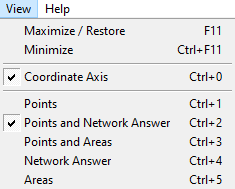 View Help
Maximize / Restore F11
Minimize Ctrl+F11
Coordinate Axis Ctrl+0
Points Ctrl+1
Points and Network Answer Ctrl+2
Points and Areas Ctrl+3
Network Answer Ctrl+4
Areas Ctrl+5